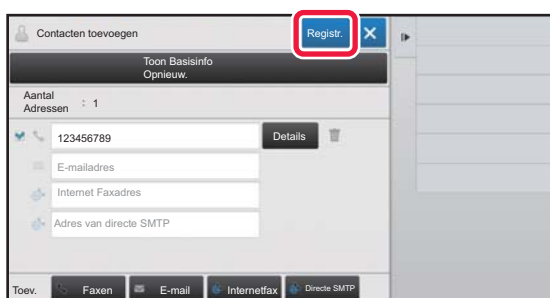 Contacten toevoegen
Registr.
Toon Basisinfo
Opnieuw.
Aantal
Adressen : 1
123456789
Details
E-mailadres
Internet Faxadres
Adres van directe SMTP
Toev.
Faxen
E-mail
Internetfax
Directe SMTP